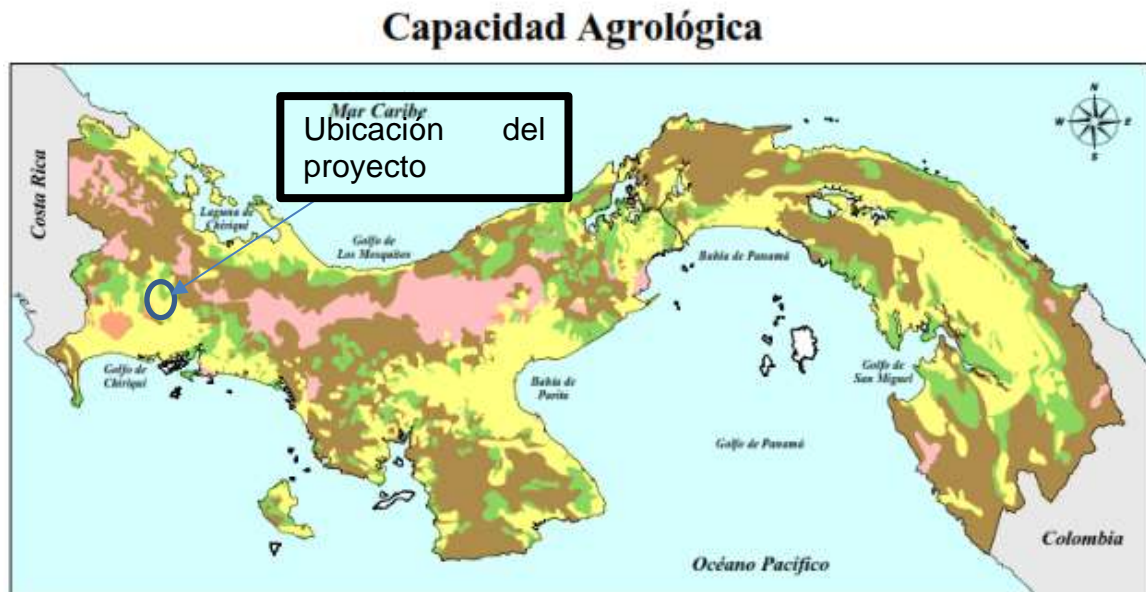 Capacidad Agrológica
Mar Caribe
Ubicación del
proyecto
N
W E
S
Costa Rica
Laguna de
Chiriquí
Golfo de
Los Mosquitos
Bahía de Panamá
Golfo de
Chiriquí
Bahía de
Parita
Golfo de
San Miguel
Golfo de Panamá
Colombia
Océano Pacífico